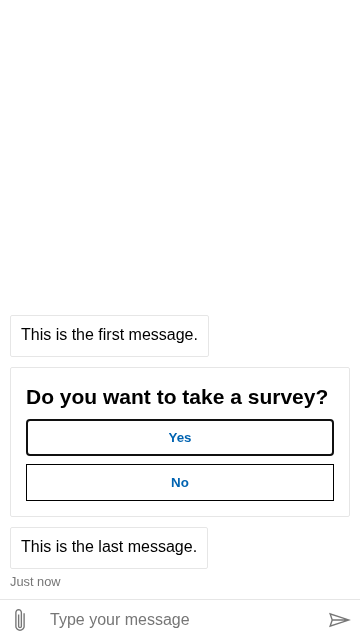 This is the first message.
Do you want to take a survey?
Yes
No
This is the last message.
Just now
Type your message